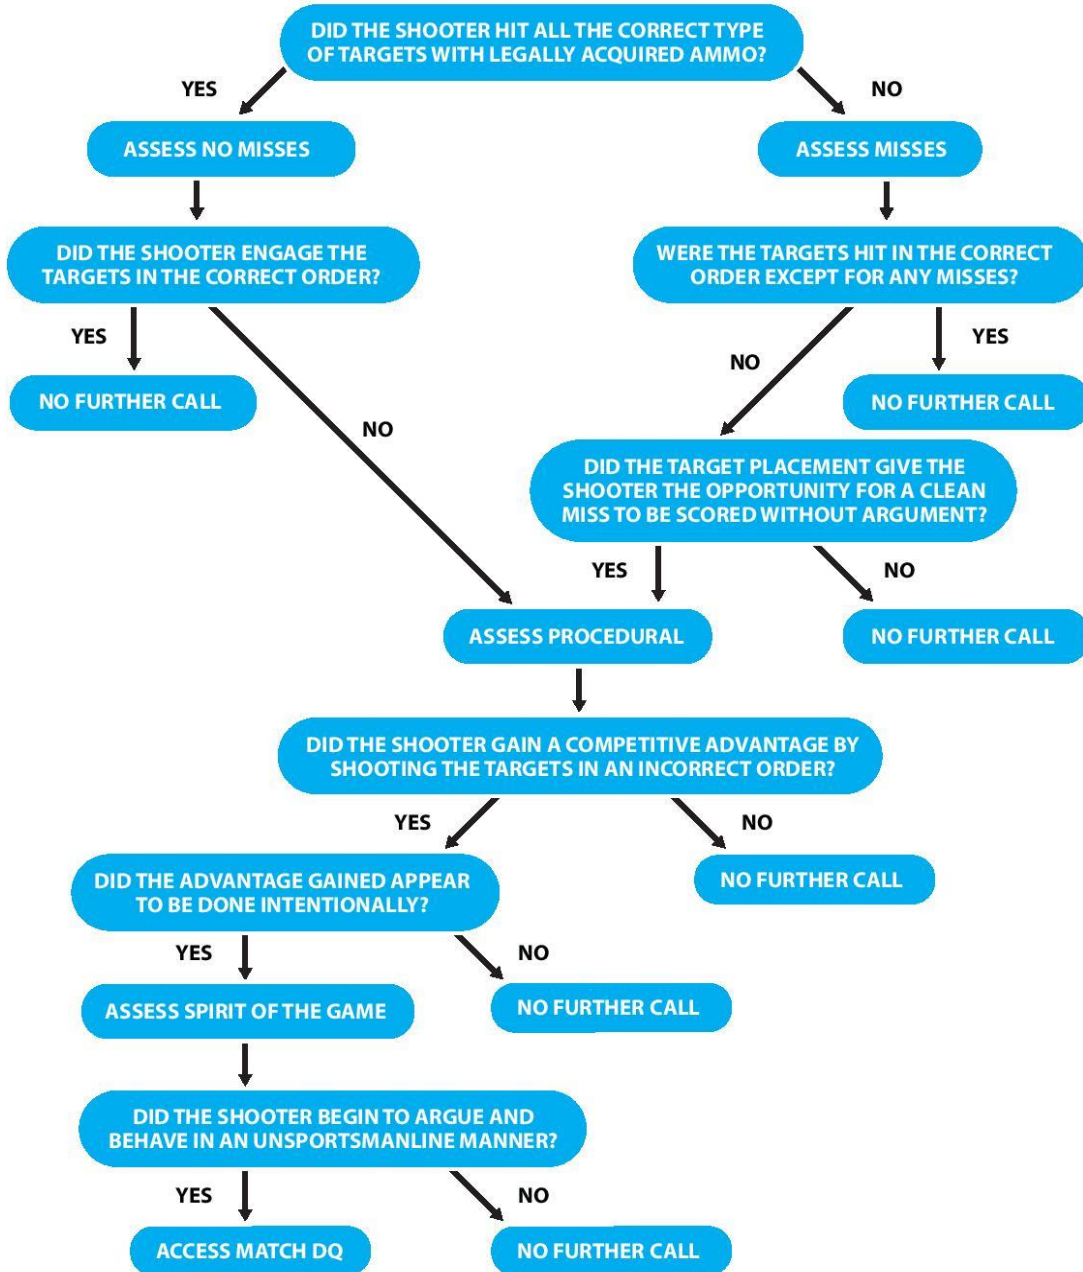 DID THE SHOOTER HIT ALL THE CORRECT TYPE
OF TARGETS WITH LEGALLY ACQUIRED AMMO?
YES
NO
ASSESS NO MISSES
ASSESS MISSES
DID THE SHOOTER ENGAGE THE
TARGETS IN THE CORRECT ORDER?
WERE THE TARGETS HIT IN THE CORRECT
ORDER EXCEPT FOR ANY MISSES?
YES
YES
NO
NO FURTHER CALL
NO FURTHER CALL
NO
DID THE TARGET PLACEMENT GIVE THE
SHOOTER THE OPPORTUNITY FOR A CLEAN
MISS TO BE SCORED WITHOUT ARGUMENT?
YES
NO
ASSESS PROCEDURAL
NO FURTHER CALL
DID THE SHOOTER GAIN A COMPETITIVE ADVANTAGE BY
SHOOTING THE TARGETS IN AN INCORRECT ORDER?
YES
NO
DID THE ADVANTAGE GAINED APPEAR
TO BE DONE INTENTIONALLY?
NO FURTHER CALL
YES
NO
ASSESS SPIRIT OF THE GAME
NO FURTHER CALL
DID THE SHOOTER BEGIN TO ARGUE AND
BEHAVE IN AN UNSPORTSMANLINE MANNER?
YES
NO
ACCESS MATCH DQ
NO FURTHER CALL